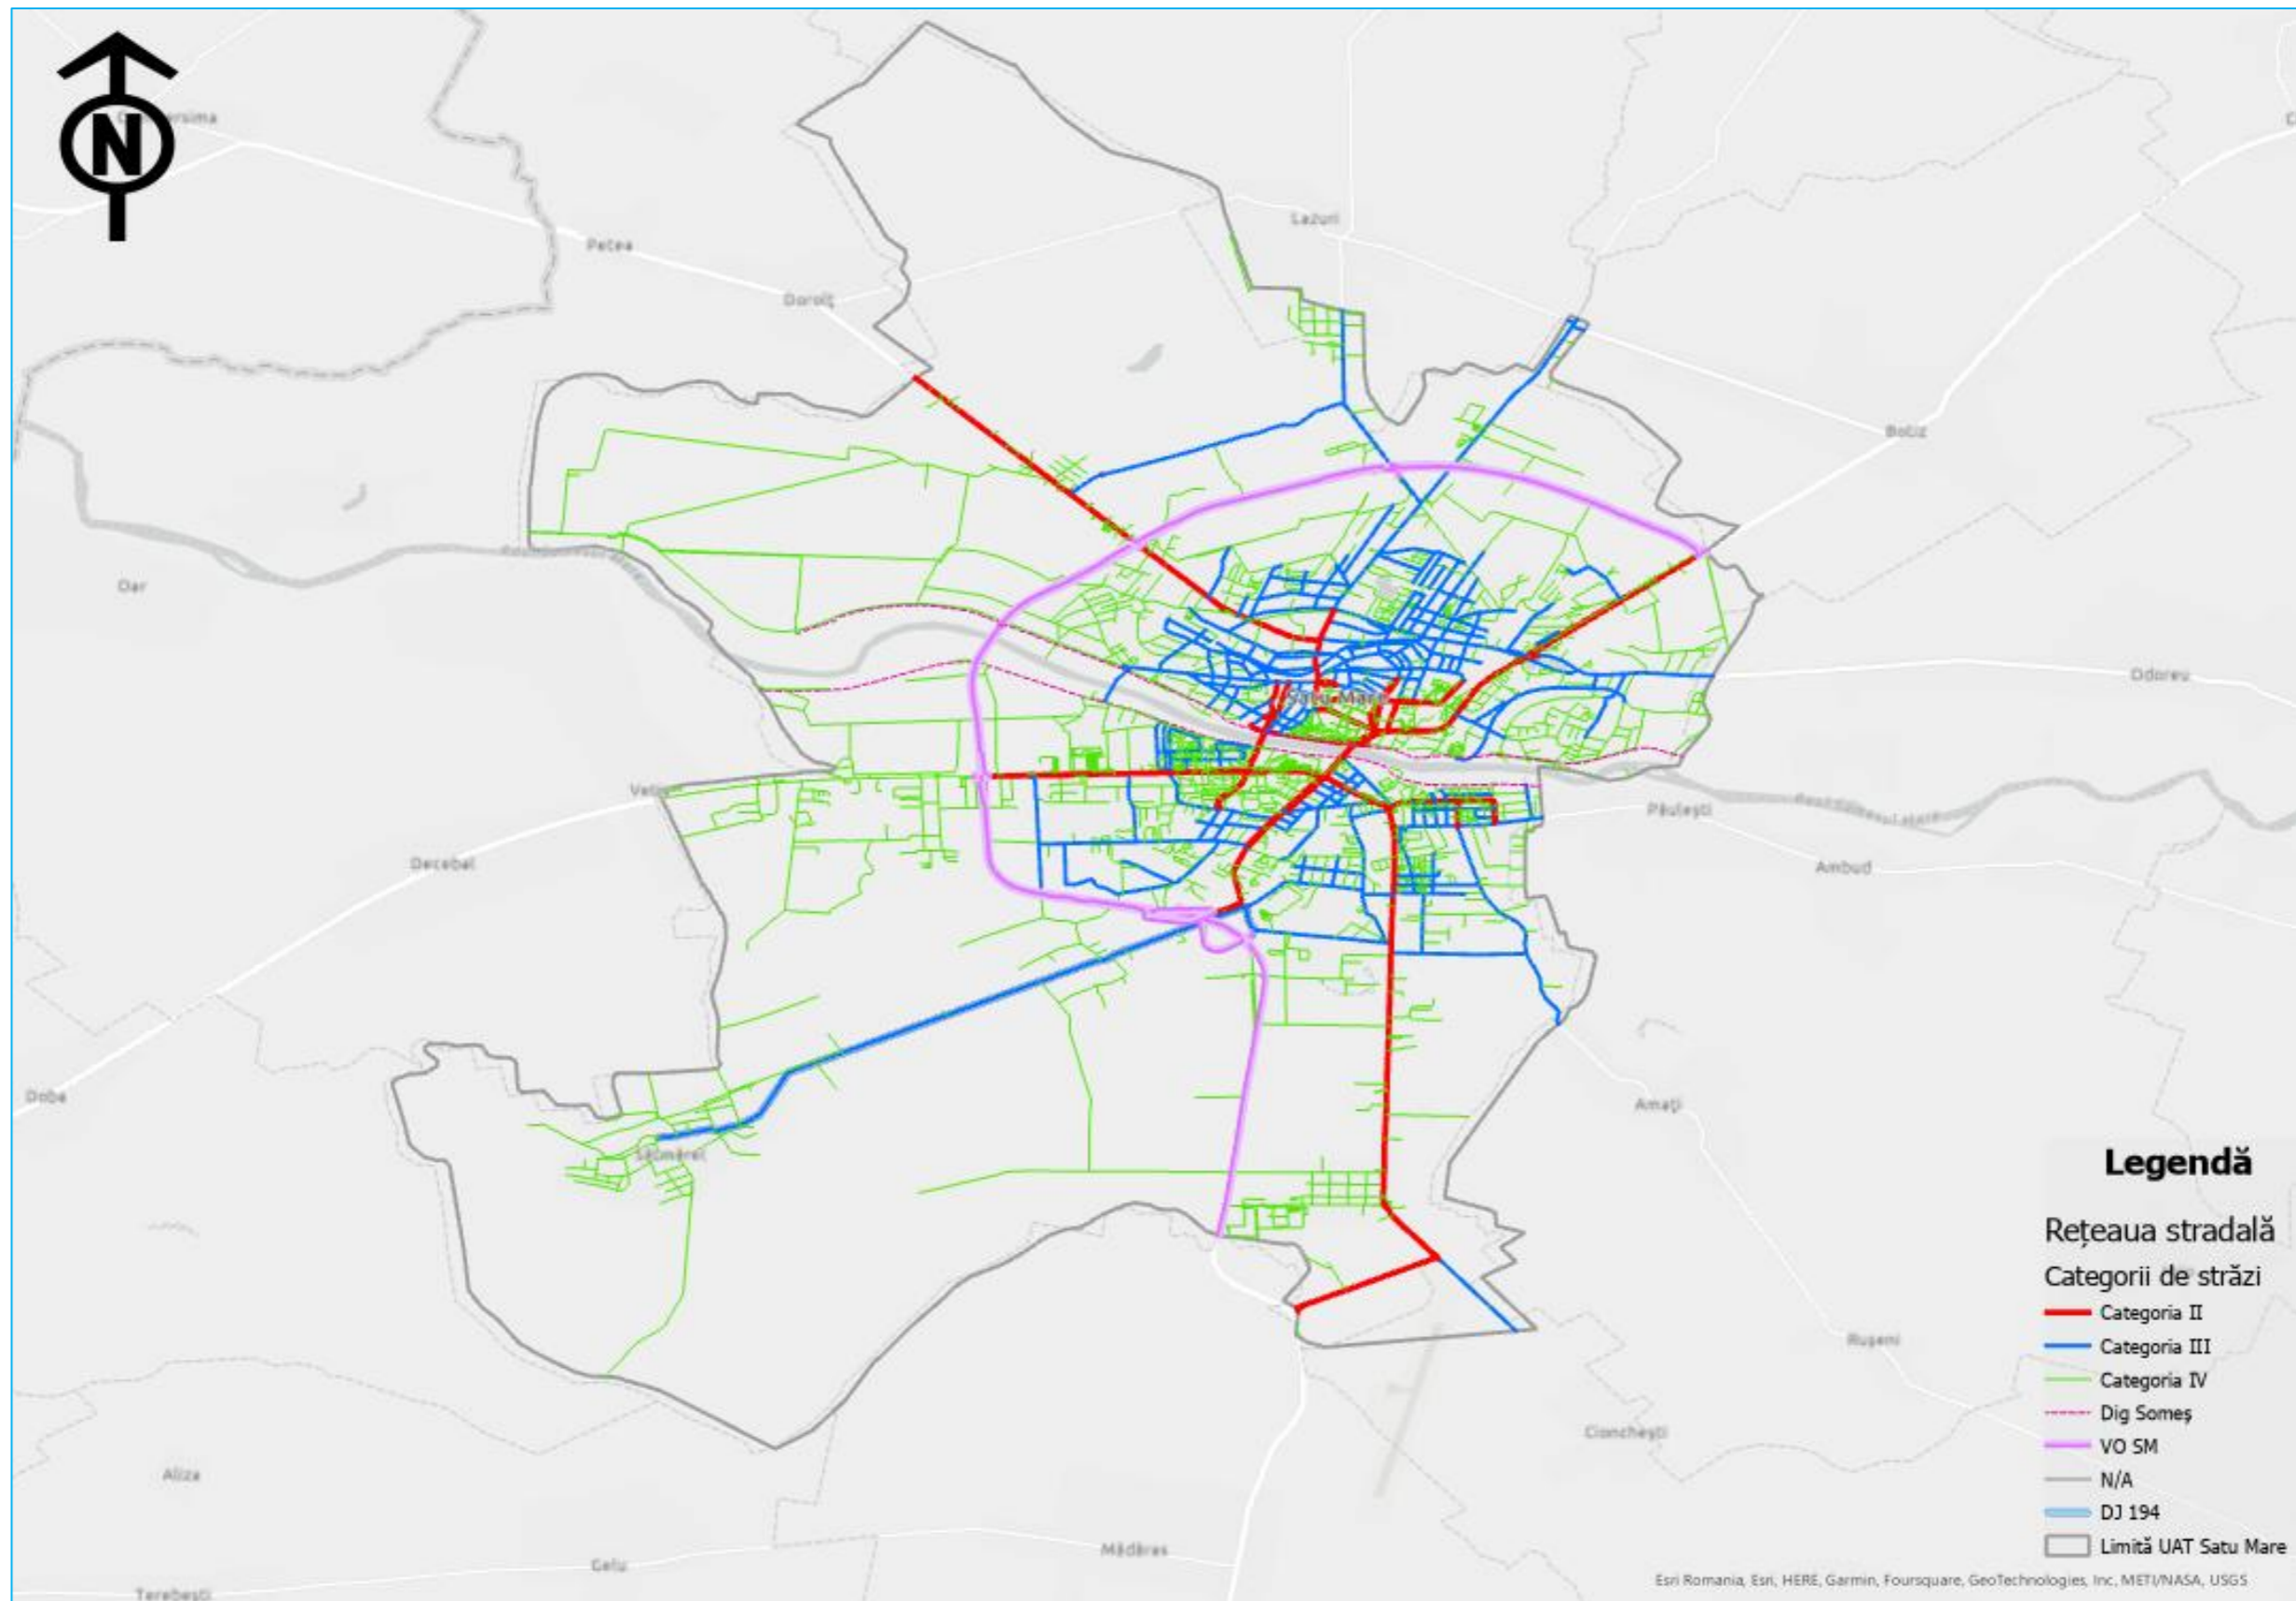 N
Petea
Lazuri
Dorolț
Botiz
Oar
Odoreu
Satu Mare
Vetiș
Păulești
Decebal
Ambud
Doba
Amați
Sătmărel
Rușeni
Cionchești
Aliza
Mădăras
Gelu
Terebești
Legendă
Rețeaua stradală
Categorii de străzi
Categoria II
Categoria III
Categoria IV
Dig Someș
VO SM
N/A
DJ 194
Limită UAT Satu Mare
Esri Romania, Esri, HERE, Garmin, Foursquare, GeoTechnologies, Inc, METI/NASA, USGS